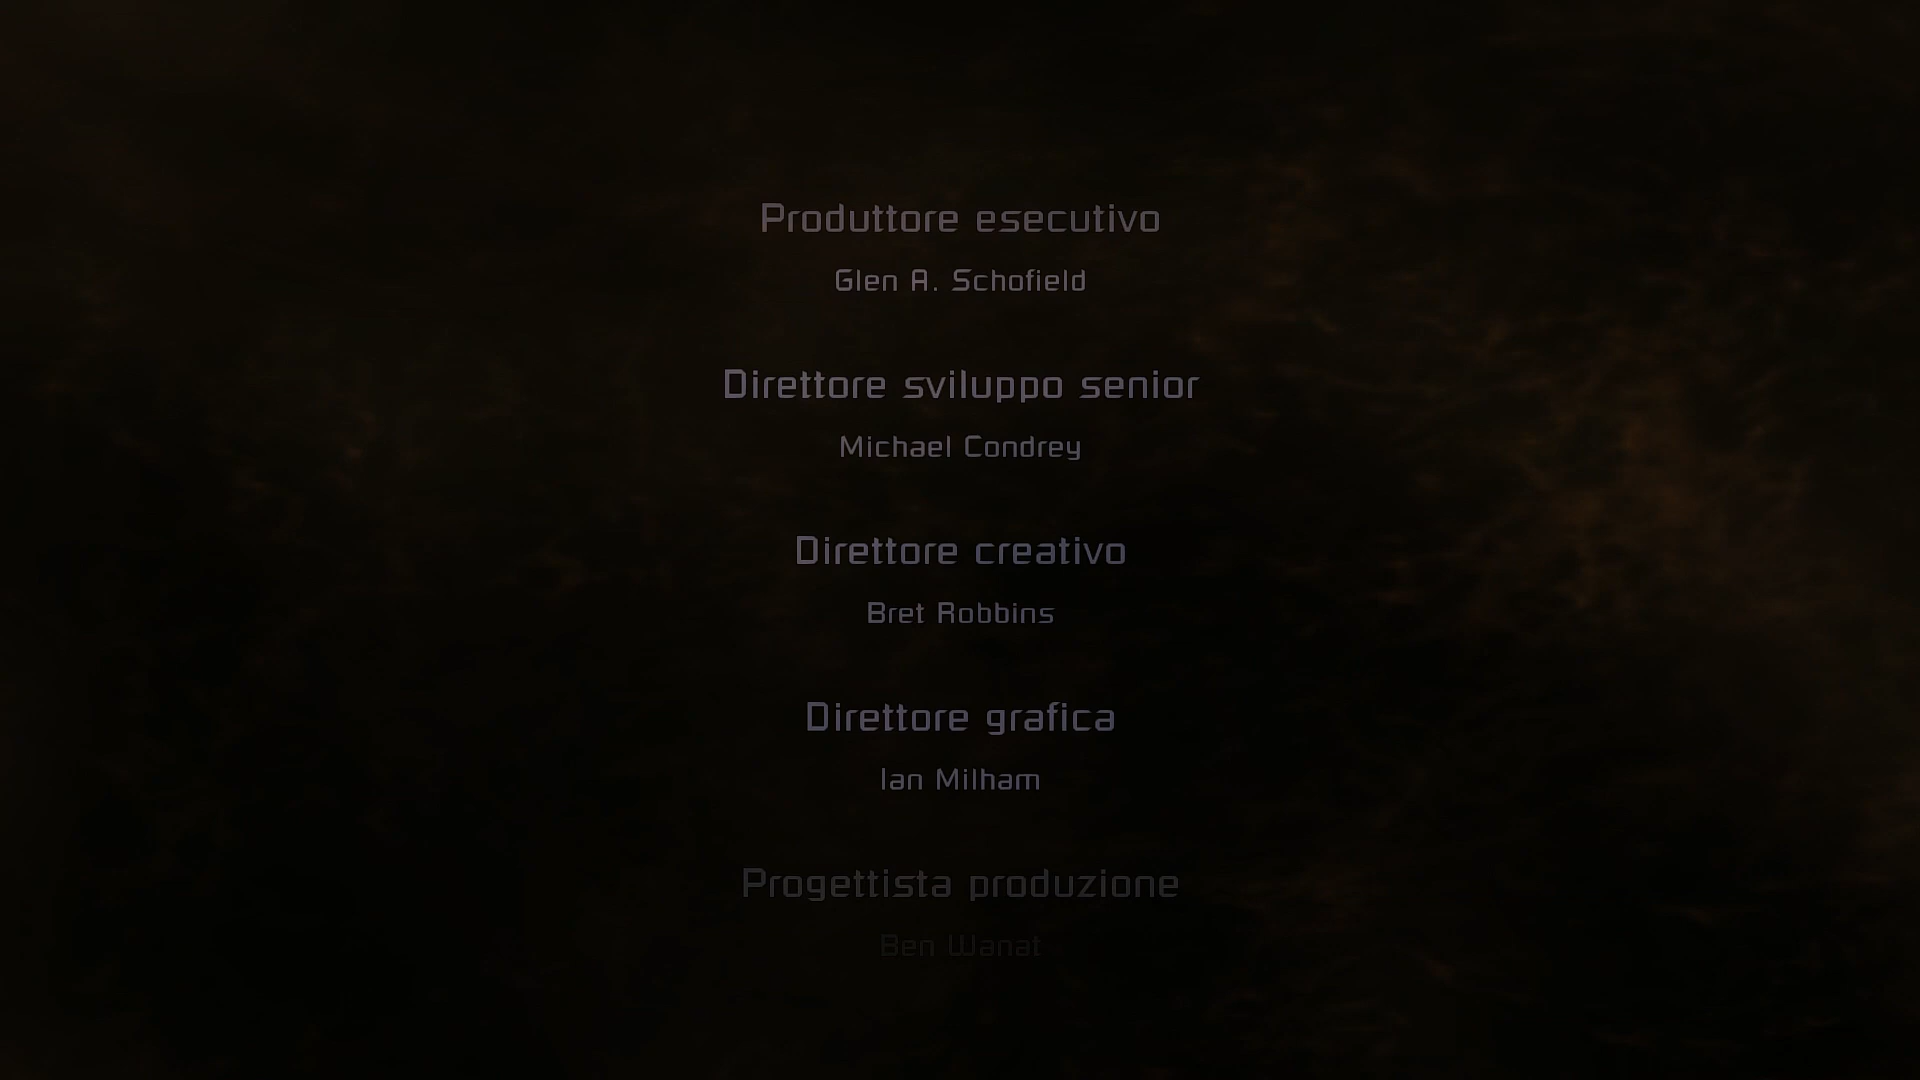 Produttore esecutivo
Glen A. Schofield
Direttore sviluppo senior
Michael Condrey
Direttore creativo
Bret Robbins
Direttore grafica
Ian Milham
Progettista produzione
Ben Wanat